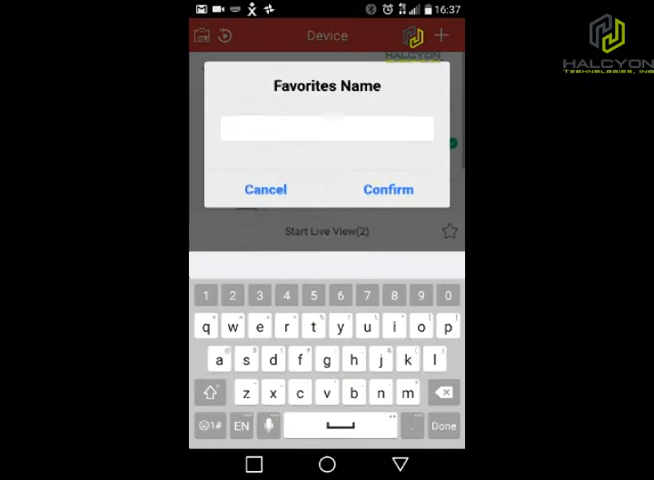 16:37
Device
HALCYON
TECHNOLOGIES, INC
HALCYON
Favorites Name
Cancel Confirm
Start Live View(2)
1 2 3 4 5 6 7 8 9 0
q w e r t y u i o p
a s d f g h j k l
z x c v b n m
1# EN . Done